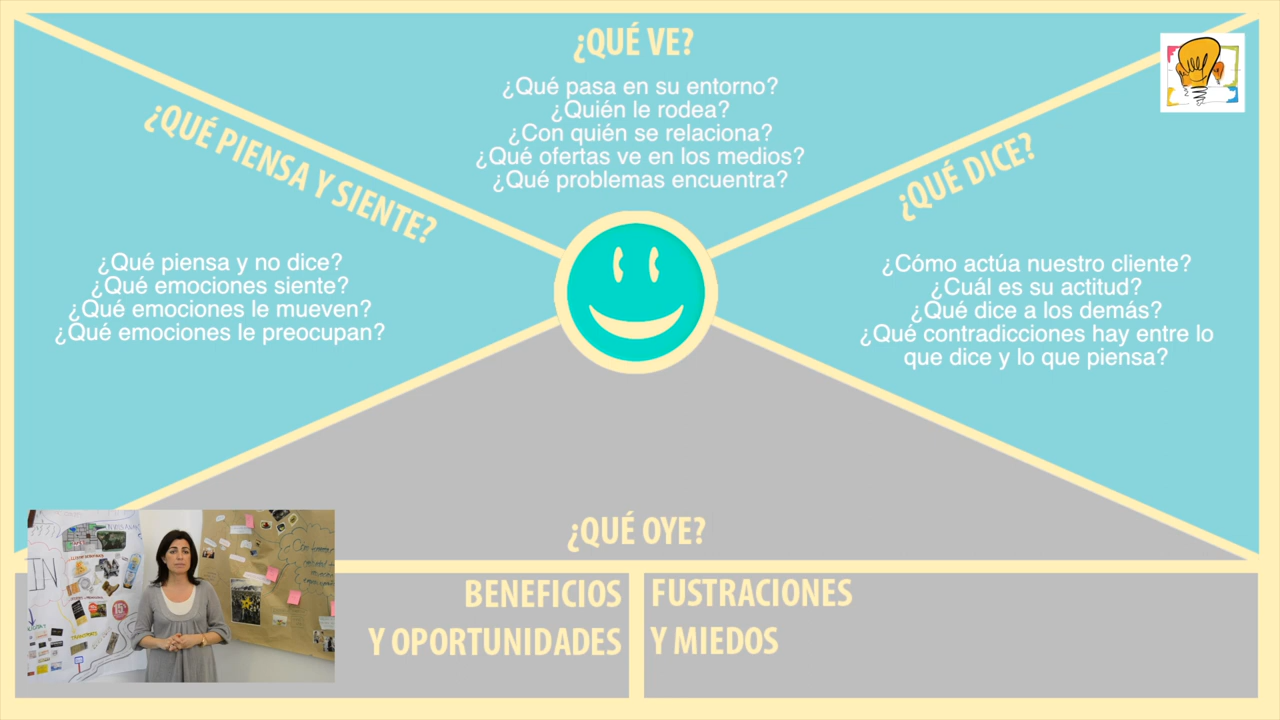 ¿QUÉ VE?
¿Qué pasa en su entorno?
¿Quién le rodea?
¿Con quién se relaciona?
¿Qué ofertas ve en los medios?
¿Qué problemas encuentra?
¿QUÉ PIENSA Y SIENTE?
¿Qué piensa y no dice?
¿Qué emociones siente?
¿Qué emociones le mueven?
¿Qué emociones le preocupan?
¿QUÉ DICE?
¿Cómo actúa nuestro cliente?
¿Cuál es su actitud?
¿Qué dice a los demás?
¿Qué contradicciones hay entre lo
que dice y lo que piensa?
¿QUÉ OYE?
BENEFICIOS
Y OPORTUNIDADES
FUSTRACIONES
Y MIEDOS
IN
15